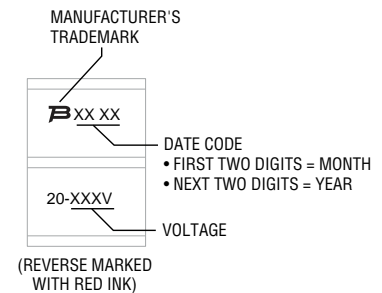 MANUFACTURER'S
TRADEMARK
XX XX
DATE CODE
• FIRST TWO DIGITS = MONTH
• NEXT TWO DIGITS = YEAR
20-XXXV
VOLTAGE
(REVERSE MARKED
WITH RED INK)